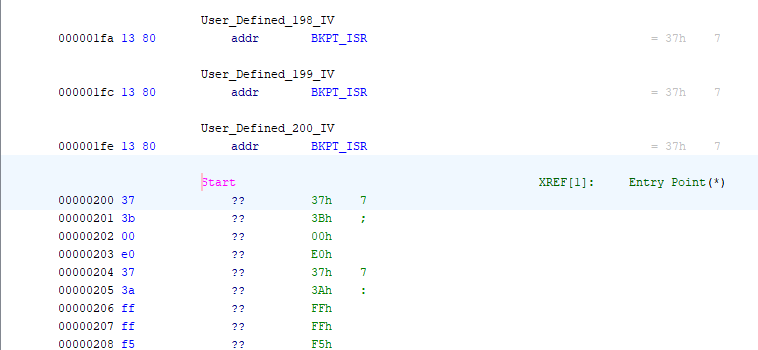 User_Defined_198_IV
000001fa 13 80 addr BKPT_ISR = 37h 7
User_Defined_199_IV
000001fc 13 80 addr BKPT_ISR = 37h 7
User_Defined_200_IV
000001fe 13 80 addr BKPT_ISR = 37h 7
Start XREF[1]: Entry Point(*)
00000200 37 ?? 37h 7
00000201 3b ?? 3Bh ;
00000202 00 ?? 00h
00000203 e0 ?? E0h
00000204 37 ?? 37h 7
00000205 3a ?? 3Ah :
00000206 ff ?? FFh
00000207 ff ?? FFh
00000208 f5 ?? F5h